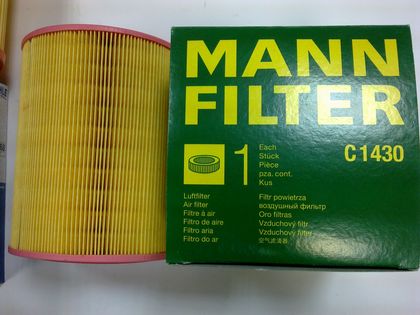 MANN
FILTER
1
Each
Stück
Pièce
pza, cont.
Kus
C 1430
Luftfilter
Air filter
Filtre à air
Filtro de aire
Filtro aria
Filtro do ar
Filtr powietrza
воздушный фильтр
Oro filtras
Vzduchový filtr
Vzduchový filter
空气滤清器